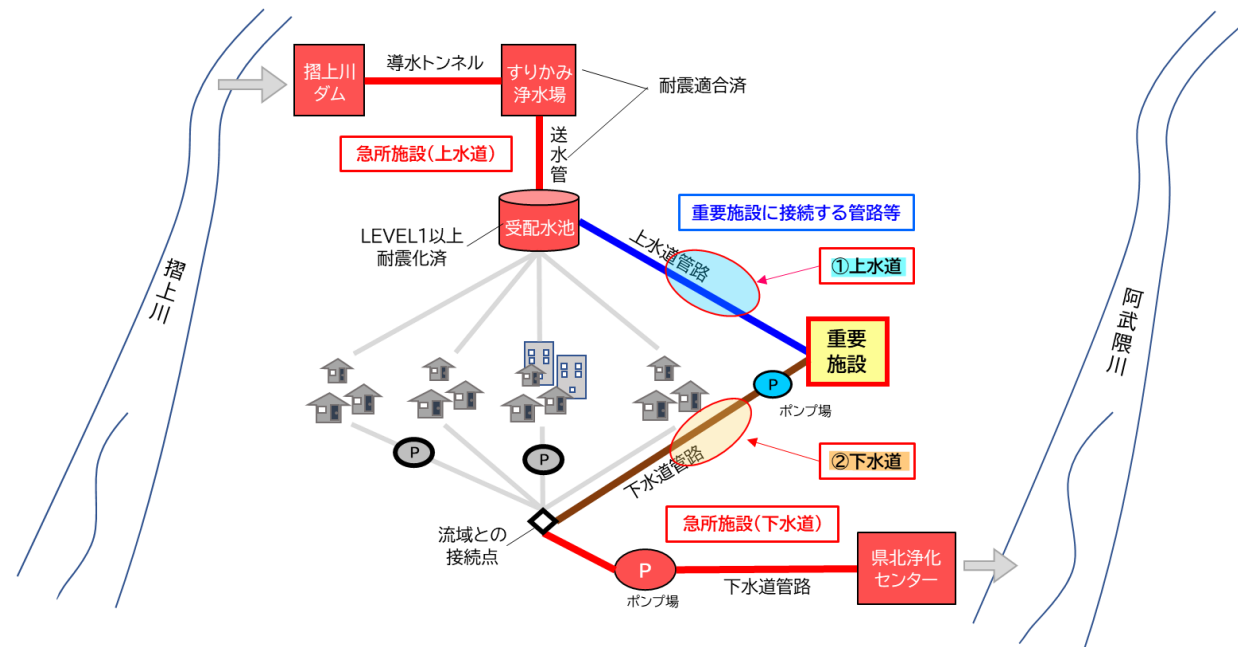 摺上川
ダム
導水トンネル
すりかみ
浄水場
耐震適合済
急所施設(上水道)
送水管
受配水池
LEVEL1以上
耐震化済
重要施設に接続する管路等
上水道管路
①上水道
摺上川
阿武隈川
重要
施設
P
ポンプ場
P
P
②下水道
下水道管路
流域との
接続点
急所施設(下水道)
P
ポンプ場
下水道管路
県北浄化
センター